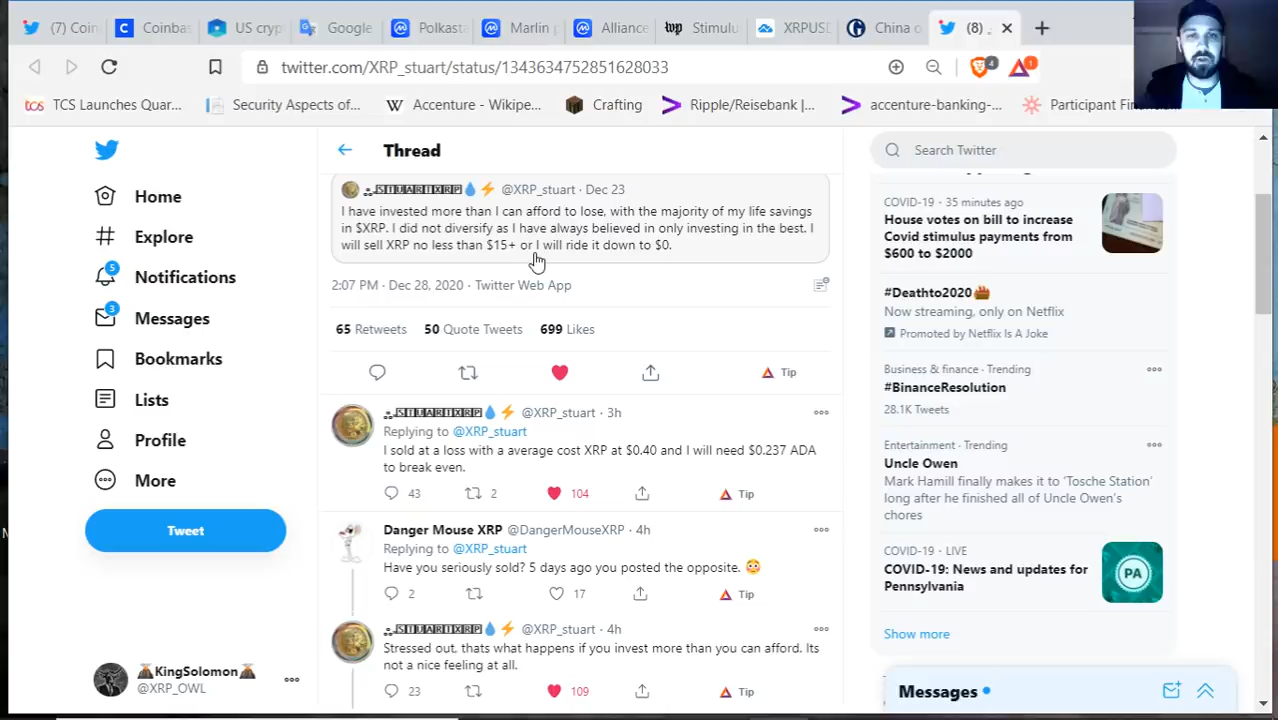 (7) Coin
Coinbas
US cryp
Google
Polkasta
Marlin
Alliance
Stimulu
XRPUS
China o
(8)
twitter.com/XRP_stuart/status/1343634752851628033
4
1
tcs TCS Launches Quar...
Security Aspects of...
W Accenture - Wikipe...
Crafting
Ripple/Reisebank |...
accenture-banking-...
Participant Financial...
Thread
Search Twitter
Home
Explore
5
Notifications
3
Messages
Bookmarks
Lists
Profile
More
Tweet
🌋KingSolomon🌋
@XRP_OWL
🅂🅃🅄🄰🅁🅃🅇🅁🄿💧⚡ @XRP_stuart · Dec 23
I have invested more than I can afford to lose, with the majority of my life savings
in $XRP. I did not diversify as I have always believed in only investing in the best. I
will sell XRP no less than $15+ or I will ride it down to $0.
2:07 PM · Dec 28, 2020 · Twitter Web App
65 Retweets 50 Quote Tweets 699 Likes
Tip
🅂🅃🅄🄰🅁🅃🅇🅁🄿💧⚡ @XRP_stuart · 3h
Replying to @XRP_stuart
I sold at a loss with a average cost XRP at $0.40 and I will need $0.237 ADA
to break even.
43 2 104 Tip
Danger Mouse XRP @DangerMouseXRP · 4h
Replying to @XRP_stuart
Have you seriously sold? 5 days ago you posted the opposite. 😳
2 17 Tip
🅂🅃🅄🄰🅁🅃🅇🅁🄿💧⚡ @XRP_stuart · 4h
Stressed out, thats what happens if you invest more than you can afford. Its
not a nice feeling at all.
23 109 Tip
COVID-19 · 35 minutes ago
House votes on bill to increase
Covid stimulus payments from
$600 to $2000
#Deathto2020
Now streaming, only on Netflix
Promoted by Netflix Is A Joke
Business & finance · Trending
#BinanceResolution
28.1K Tweets
Entertainment · Trending
Uncle Owen
Mark Hamill finally makes it to 'Tosche Station'
long after he finished all of Uncle Owen's
chores
COVID-19 · LIVE
COVID-19: News and updates for
Pennsylvania
PA
Show more
Messages